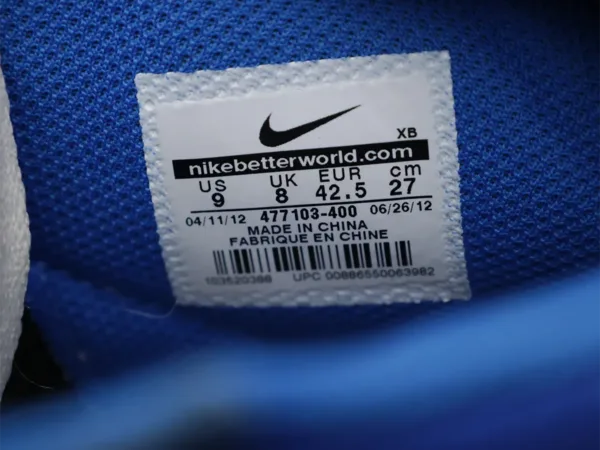 XB
nikebetterworld.com
US UK EUR cm
9 8 42.5 27
04/11/12 477103-400 06/26/12
MADE IN CHINA
FABRIQUE EN CHINE
103520388 UPC 00886550063982